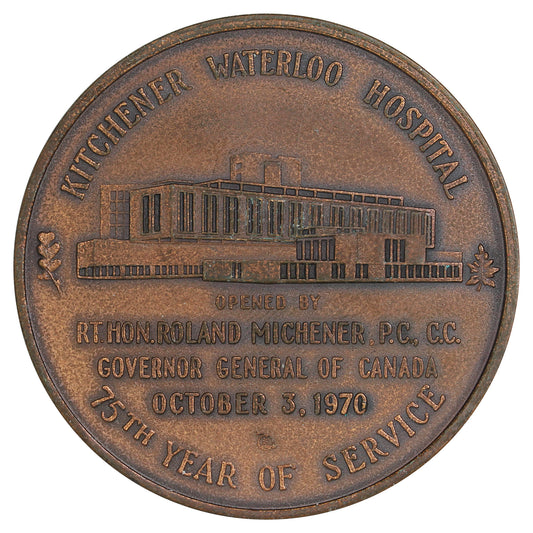 KITCHENER WATERLOO HOSPITAL
OPENED BY
RT. HON. ROLAND MICHENER, P.C., C.C.
GOVERNOR GENERAL OF CANADA
OCTOBER 3, 1970
75TH YEAR OF SERVICE